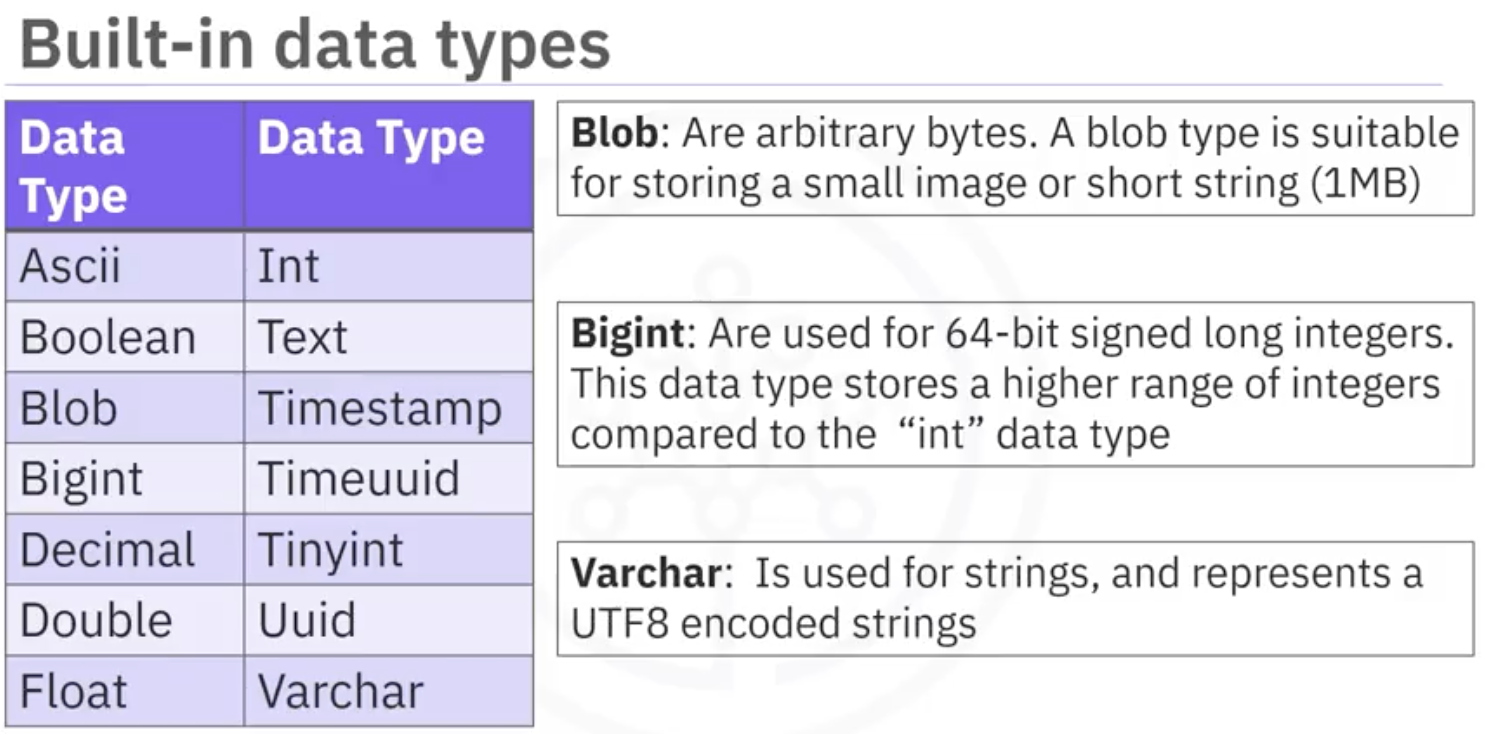 Built-in data types
Data
Type
Data Type
Ascii
Int
Boolean
Text
Blob
Timestamp
Bigint
Timeuuid
Decimal
Tinyint
Double
Uuid
Float
Varchar
Blob: Are arbitrary bytes. A blob type is suitable
for storing a small image or short string (1MB)
Bigint: Are used for 64-bit signed long integers.
This data type stores a higher range of integers
compared to the “int” data type
Varchar: Is used for strings, and represents a
UTF8 encoded strings